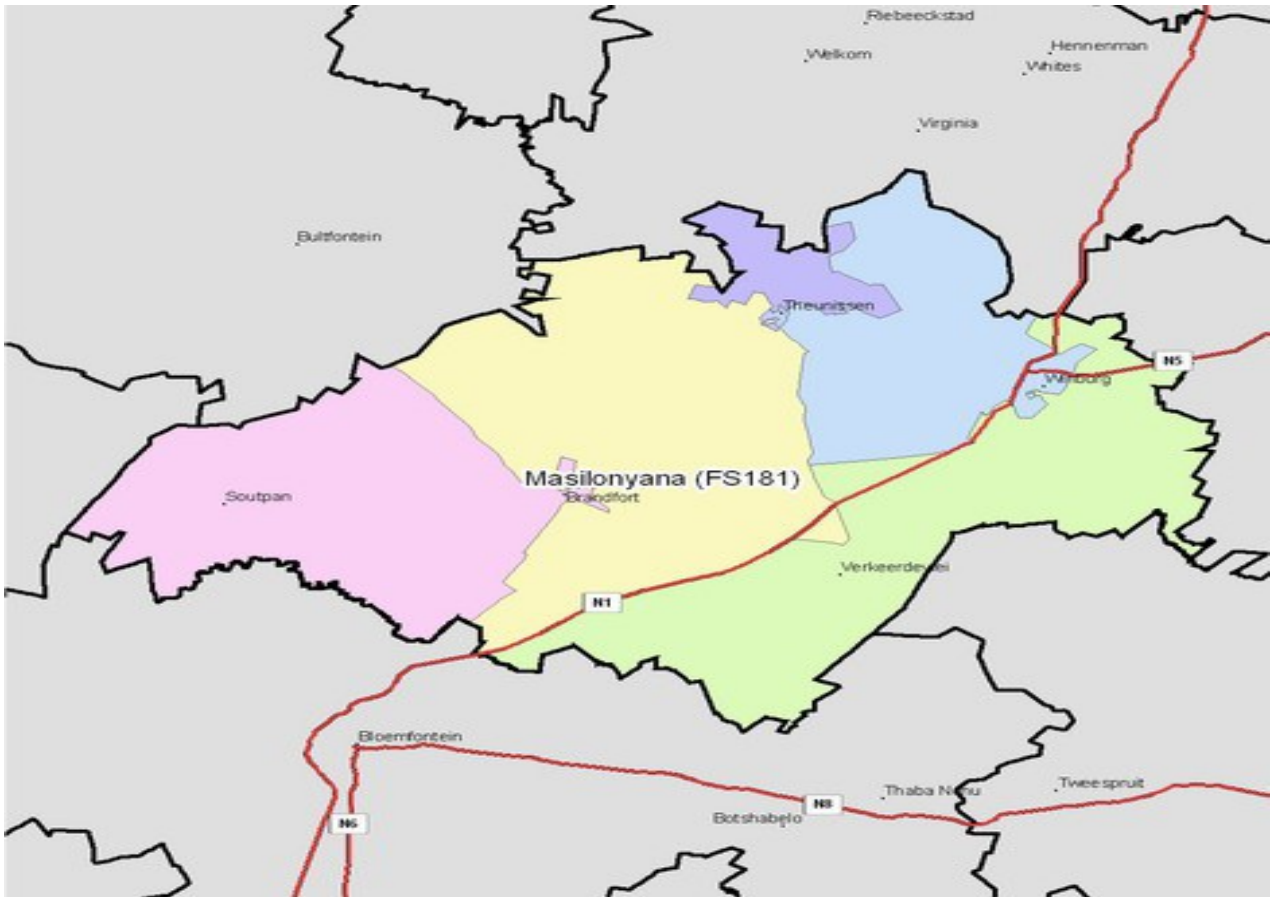 Riebeeckstad
Welkom
Hennenman
Whites
Virginia
Bultfontein
Theunissen
N5
Winburg
Masilonyana (FS181)
Soutpan
Brandfort
Verkeerdevlei
N1
Bloemfontein
Thaba Nchu
Tweespruit
N8
Botshabelo
N6